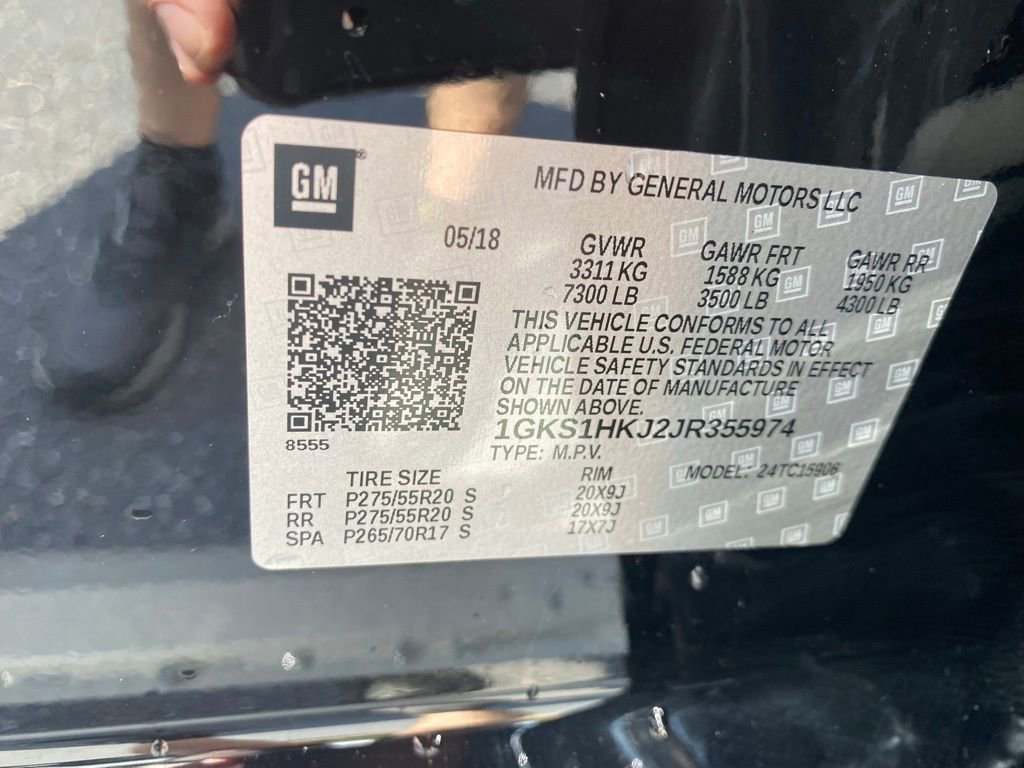 GM
MFD BY GENERAL MOTORS LLC
05/18
GVWR GAWR FRT GAWR RR
3311 KG 1588 KG 1950 KG
7300 LB 3500 LB 4300 LB
THIS VEHICLE CONFORMS TO ALL
APPLICABLE U.S. FEDERAL MOTOR
VEHICLE SAFETY STANDARDS IN EFFECT
ON THE DATE OF MANUFACTURE
SHOWN ABOVE.
1GKS1HKJ2JR355974
8555
TYPE: M.P.V.
TIRE SIZE RIM MODEL: 24TC15906
FRT P275/55R20 S 20X9J
RR P275/55R20 S 20X9J
SPA P265/70R17 S 17X7J